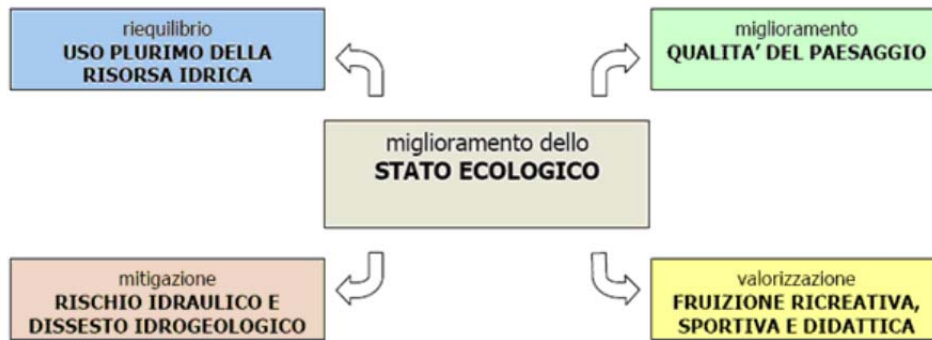 riequilibrio
USO PLURIMO DELLA
RISORSA IDRICA
miglioramento
QUALITA’ DEL PAESAGGIO
miglioramento dello
STATO ECOLOGICO
mitigazione
RISCHIO IDRAULICO E
DISSESTO IDROGEOLOGICO
valorizzazione
FRUIZIONE RICREATIVA,
SPORTIVA E DIDATTICA